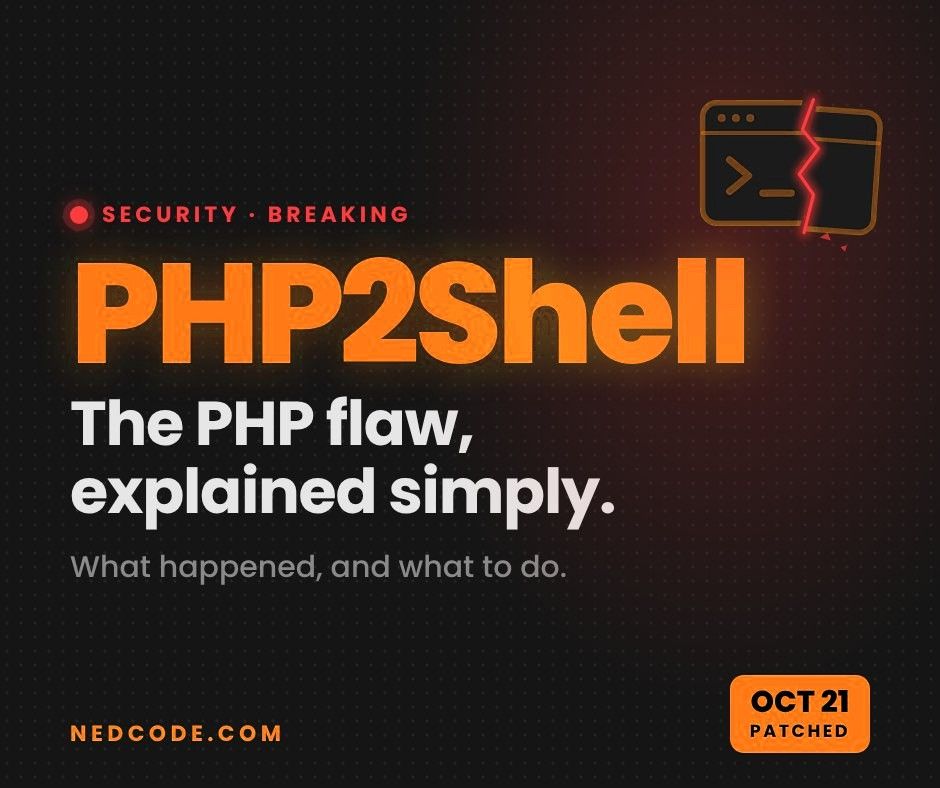 SECURITY · BREAKING
PHP2Shell
The PHP flaw,
explained simply.
What happened, and what to do.
NEDCODE.COM
OCT 21
PATCHED